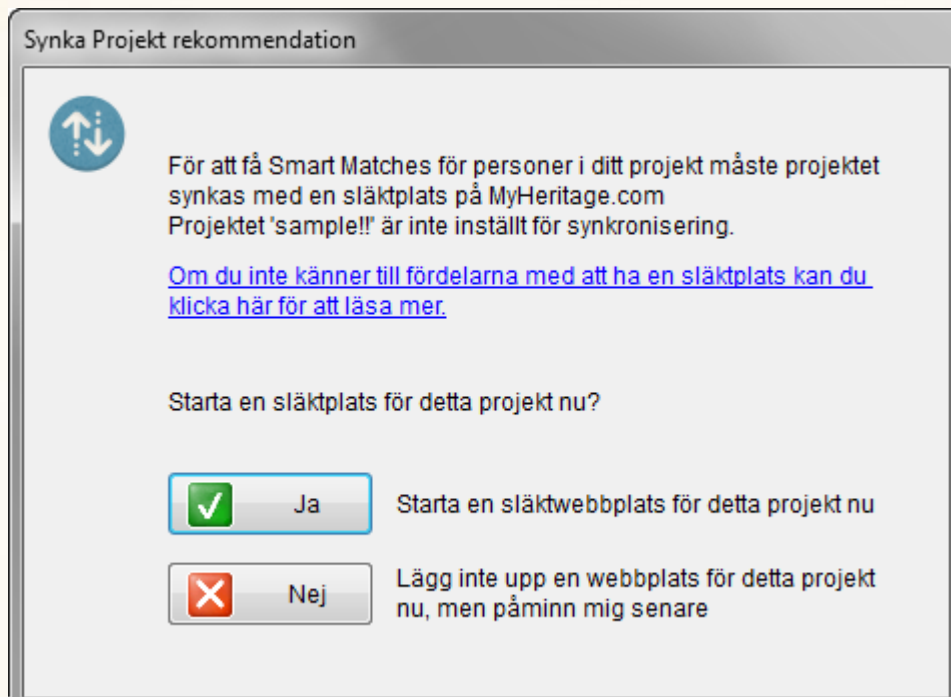 Synka Projekt rekommendation
För att få Smart Matches för personer i ditt projekt måste projektet
synkas med en släktplats på MyHeritage.com
Projektet 'sample!!' är inte inställt för synkronisering.
Om du inte känner till fördelarna med att ha en släktplats kan du
klicka här för att läsa mer.
Starta en släktplats för detta projekt nu?
Ja
Starta en släktwebbplats för detta projekt nu
Nej
Lägg inte upp en webbplats för detta projekt
nu, men påminn mig senare